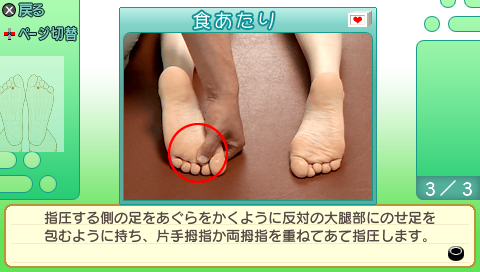 戻る
ページ切替
食あたり
3/3
指圧する側の足をあぐらをかくように反対の大腿部にのせ足を
包むように持ち、片手拇指か両拇指を重ねてあて指圧します。